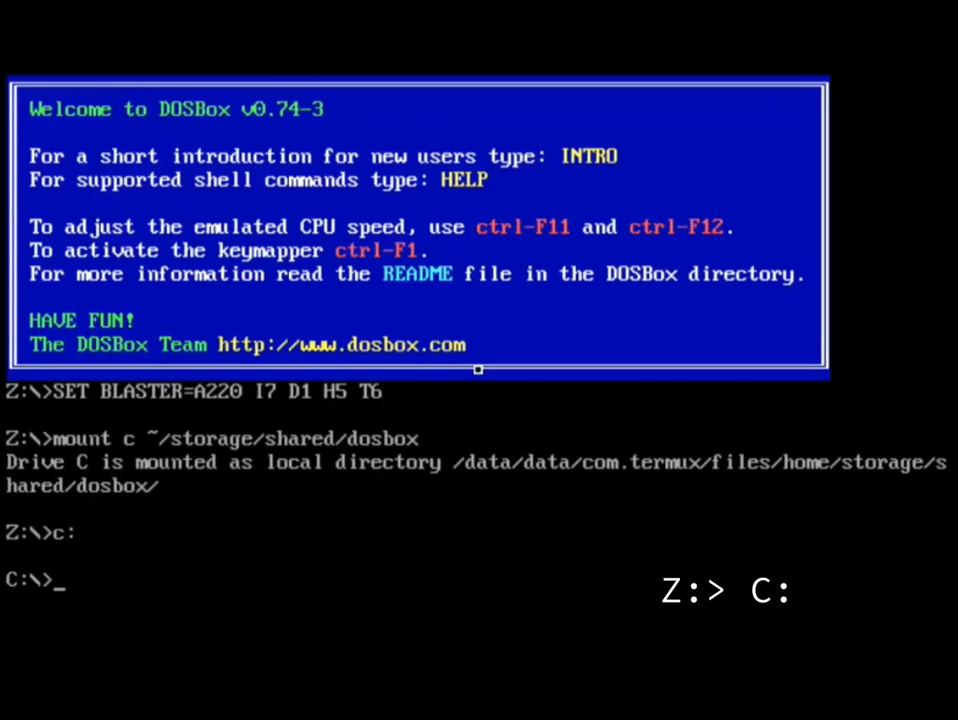 Welcome to DOSBox v0.74-3
For a short introduction for new users type: INTRO
For supported shell commands type: HELP
To adjust the emulated CPU speed, use ctrl-F11 and ctrl-F12.
To activate the keymapper ctrl-F1.
For more information read the README file in the DOSBox directory.
HAVE FUN!
The DOSBox Team http://www.dosbox.com
Z:\>SET BLASTER=A220 I7 D1 H5 T6
Z:\>mount c ~/storage/shared/dosbox
Drive C is mounted as local directory /data/data/com.termux/files/home/storage/s
hared/dosbox/
Z:\>c:
C:\>_
Z:> C: